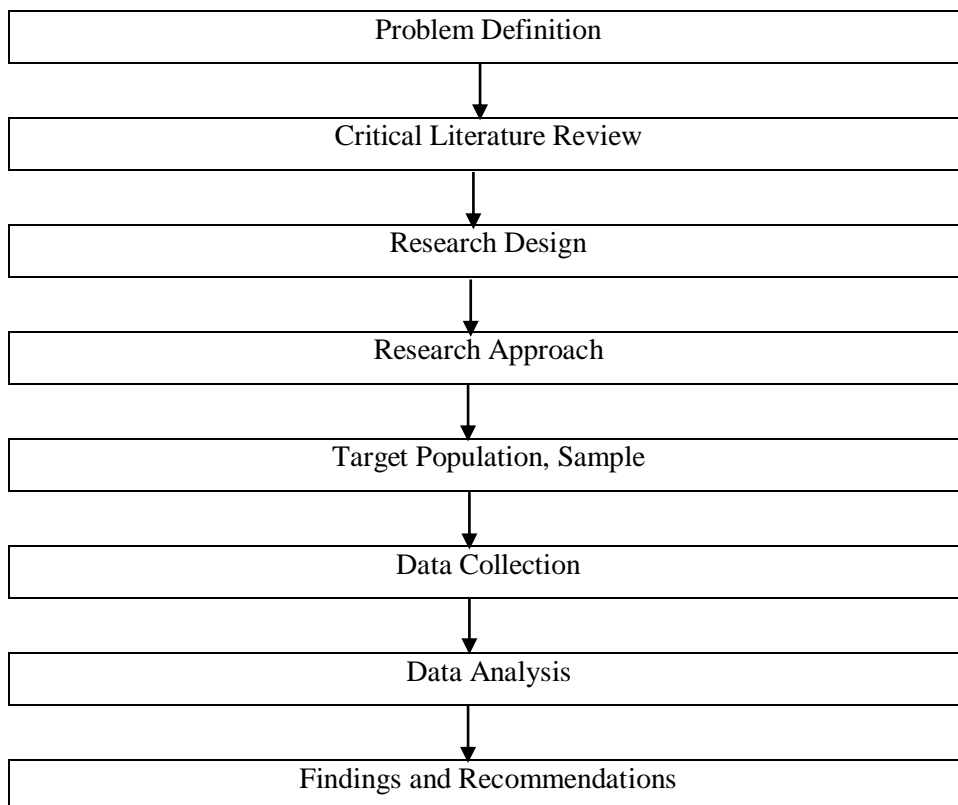 Problem Definition
Critical Literature Review
Research Design
Research Approach
Target Population, Sample
Data Collection
Data Analysis
Findings and Recommendations